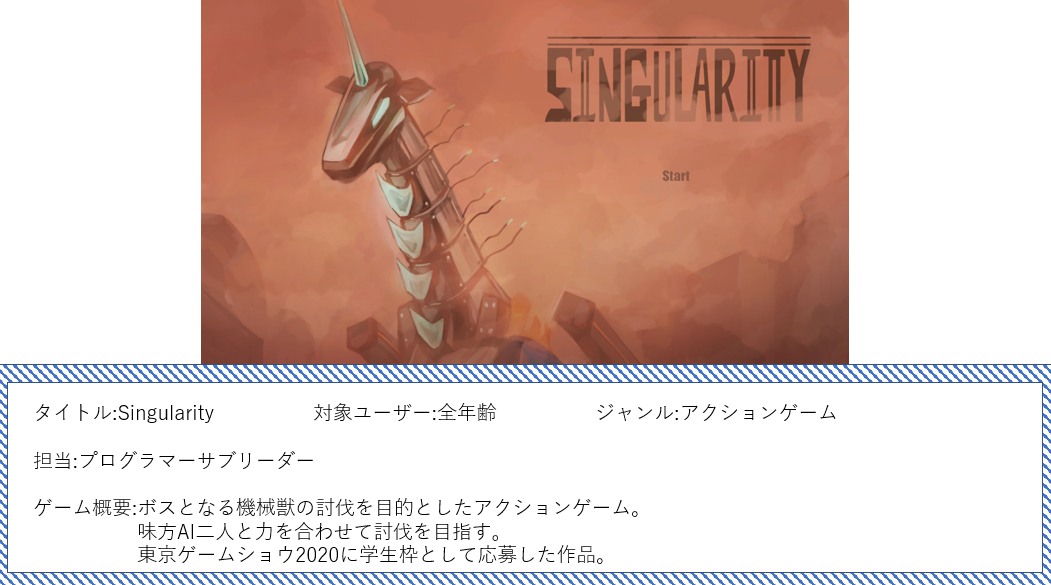 SINGULARITY
Start
タイトル:Singularity 対象ユーザー:全年齢 ジャンル:アクションゲーム
担当:プログラマーサブリーダー
ゲーム概要:ボスとなる機械獣の討伐を目的としたアクションゲーム。
味方AI二人と力を合わせて討伐を目指す。
東京ゲームショウ2020に学生枠として応募した作品。